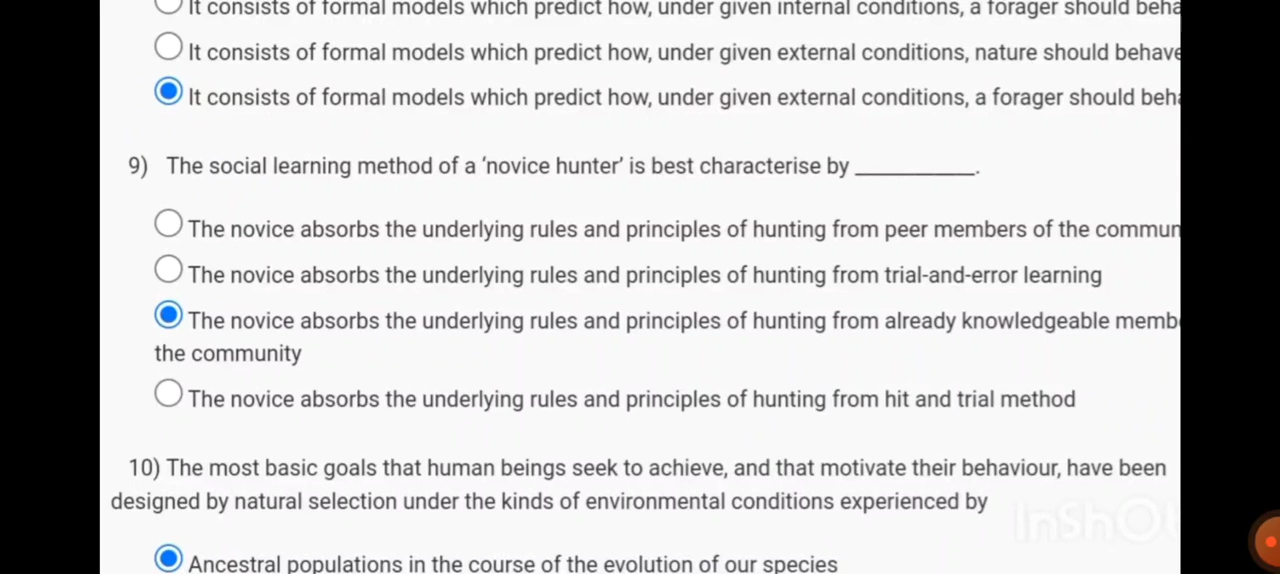 It consists of formal models which predict how, under given internal conditions, a forager should beha
It consists of formal models which predict how, under given external conditions, nature should behave
It consists of formal models which predict how, under given external conditions, a forager should beha
9) The social learning method of a ‘novice hunter’ is best characterise by __________.
The novice absorbs the underlying rules and principles of hunting from peer members of the commun
The novice absorbs the underlying rules and principles of hunting from trial-and-error learning
The novice absorbs the underlying rules and principles of hunting from already knowledgeable memb
the community
The novice absorbs the underlying rules and principles of hunting from hit and trial method
10) The most basic goals that human beings seek to achieve, and that motivate their behaviour, have been
designed by natural selection under the kinds of environmental conditions experienced by
InShO
Ancestral populations in the course of the evolution of our species